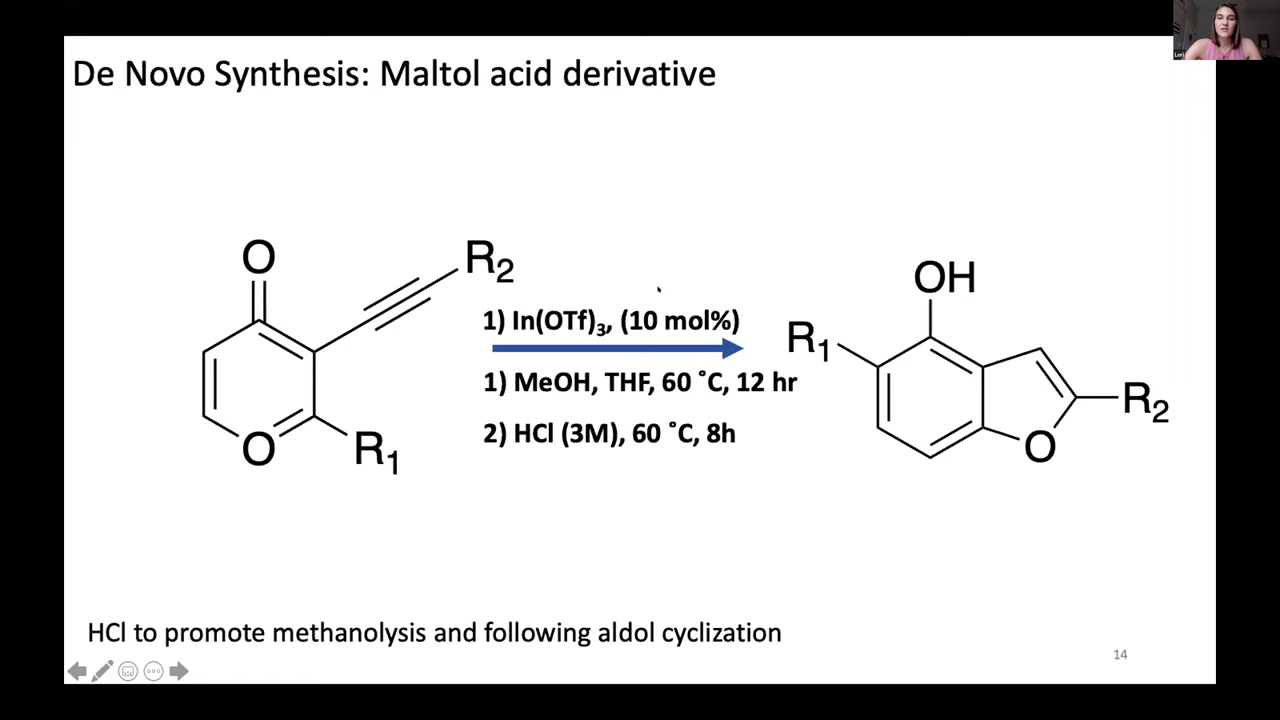 De Novo Synthesis: Maltol acid derivative
O
R2
O
R1
1) In(OTf)3, (10 mol%)
1) MeOH, THF, 60 ˚C, 12 hr
2) HCl (3M), 60 ˚C, 8h
OH
R1
R2
O
HCl to promote methanolysis and following aldol cyclization
14